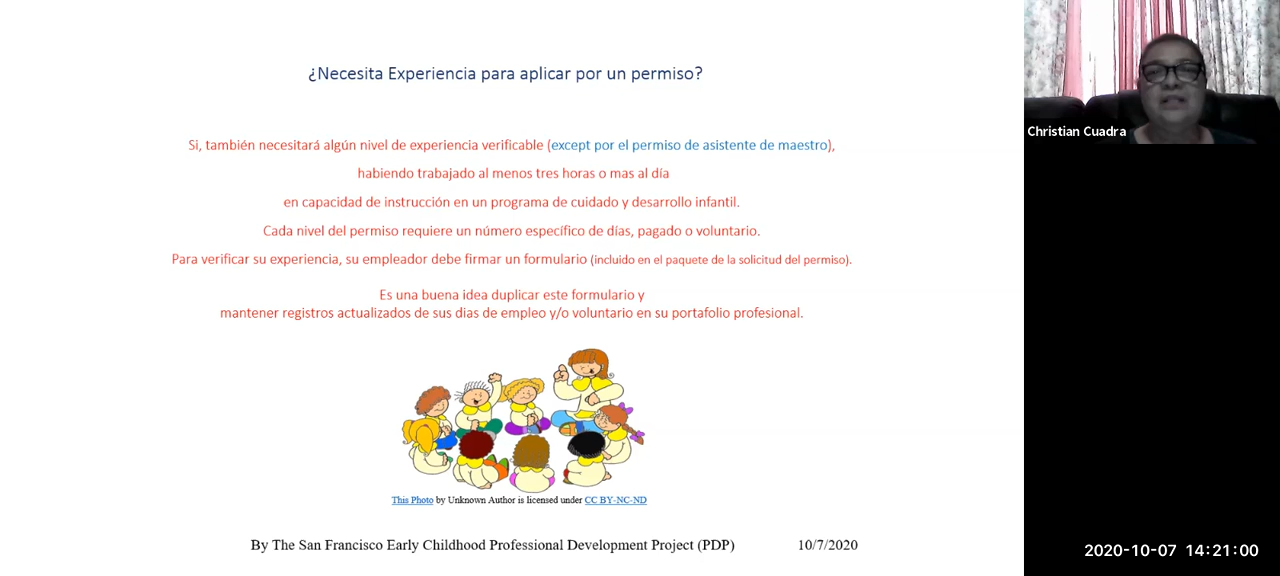 ¿Necesita Experiencia para aplicar por un permiso?
Si, también necesitará algún nivel de experiencia verificable (except por el permiso de asistente de maestro),
habiendo trabajado al menos tres horas o mas al día
en capacidad de instrucción en un programa de cuidado y desarrollo infantil.
Cada nivel del permiso requiere un número específico de días, pagado o voluntario.
Para verificar su experiencia, su empleador debe firmar un formulario (incluido en el paquete de la solicitud del permiso).
Es una buena idea duplicar este formulario y
mantener registros actualizados de sus dias de empleo y/o voluntario en su portafolio profesional.
This Photo by Unknown Author is licensed under CC BY-NC-ND
By The San Francisco Early Childhood Professional Development Project (PDP) 10/7/2020
Christian Cuadra
2020-10-07 14:21:00